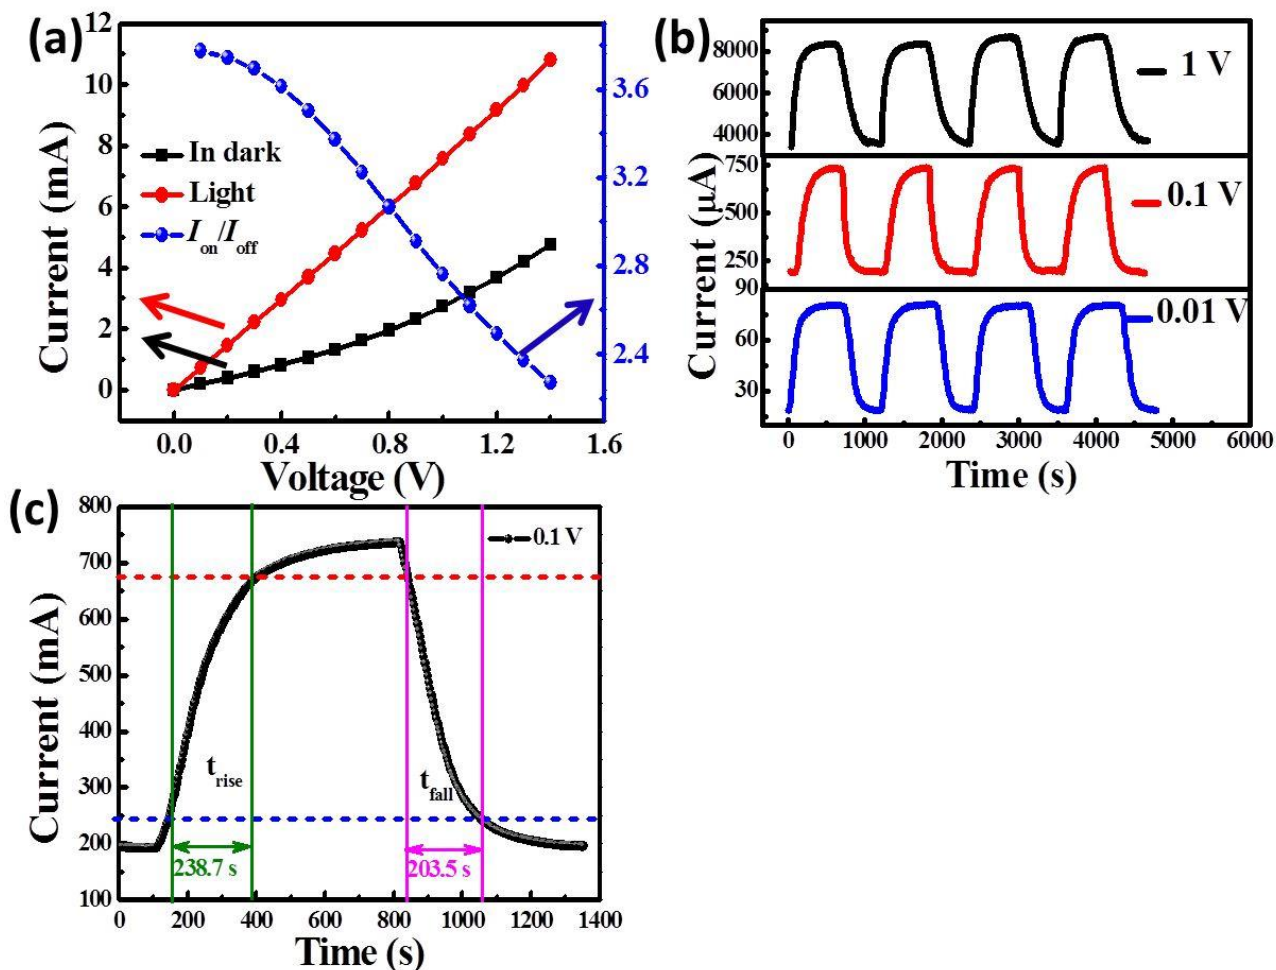 (a)
Current (mA)
12
10
8
6
4
2
0
In dark
Light
Ion/Ioff
3.6
3.2
2.8
2.4
0.0 0.4 0.8 1.2 1.6
Voltage (V)
(b)
Current (μA)
8000
6000
4000
1 V
750
500
250
0.1 V
90
60
30
0.01 V
0 1000 2000 3000 4000 5000 6000
Time (s)
(c)
Current (mA)
800
700
600
500
400
300
200
100
0.1 V
trise
tfall
238.7 s
203.5 s
0 200 400 600 800 1000 1200 1400
Time (s)